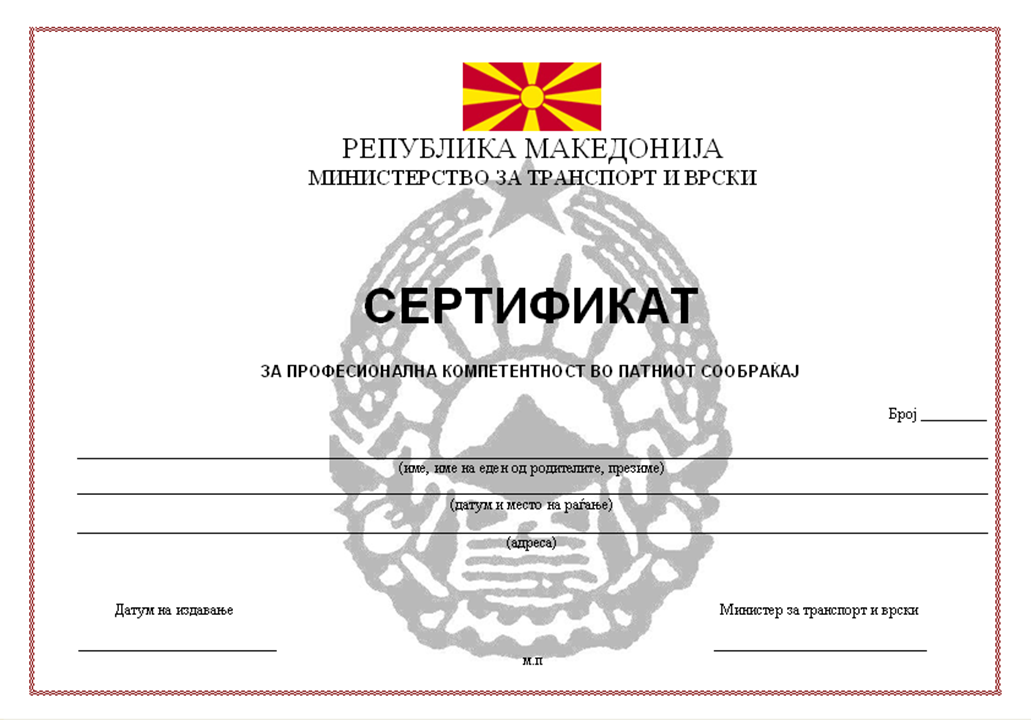 РЕПУБЛИКА МАКЕДОНИЈА
МИНИСТЕРСТВО ЗА ТРАНСПОРТ И ВРСКИ
СЕРТИФИКАТ
ЗА ПРОФЕСИОНАЛНА КОМПЕТЕНТНОСТ ВО ПАТНИОТ СООБРАЌАЈ
Број ________
(име, име на еден од родителите, презиме)
(датум и место на раѓање)
(адреса)
Датум на издавање Министер за транспорт и врски
м.п